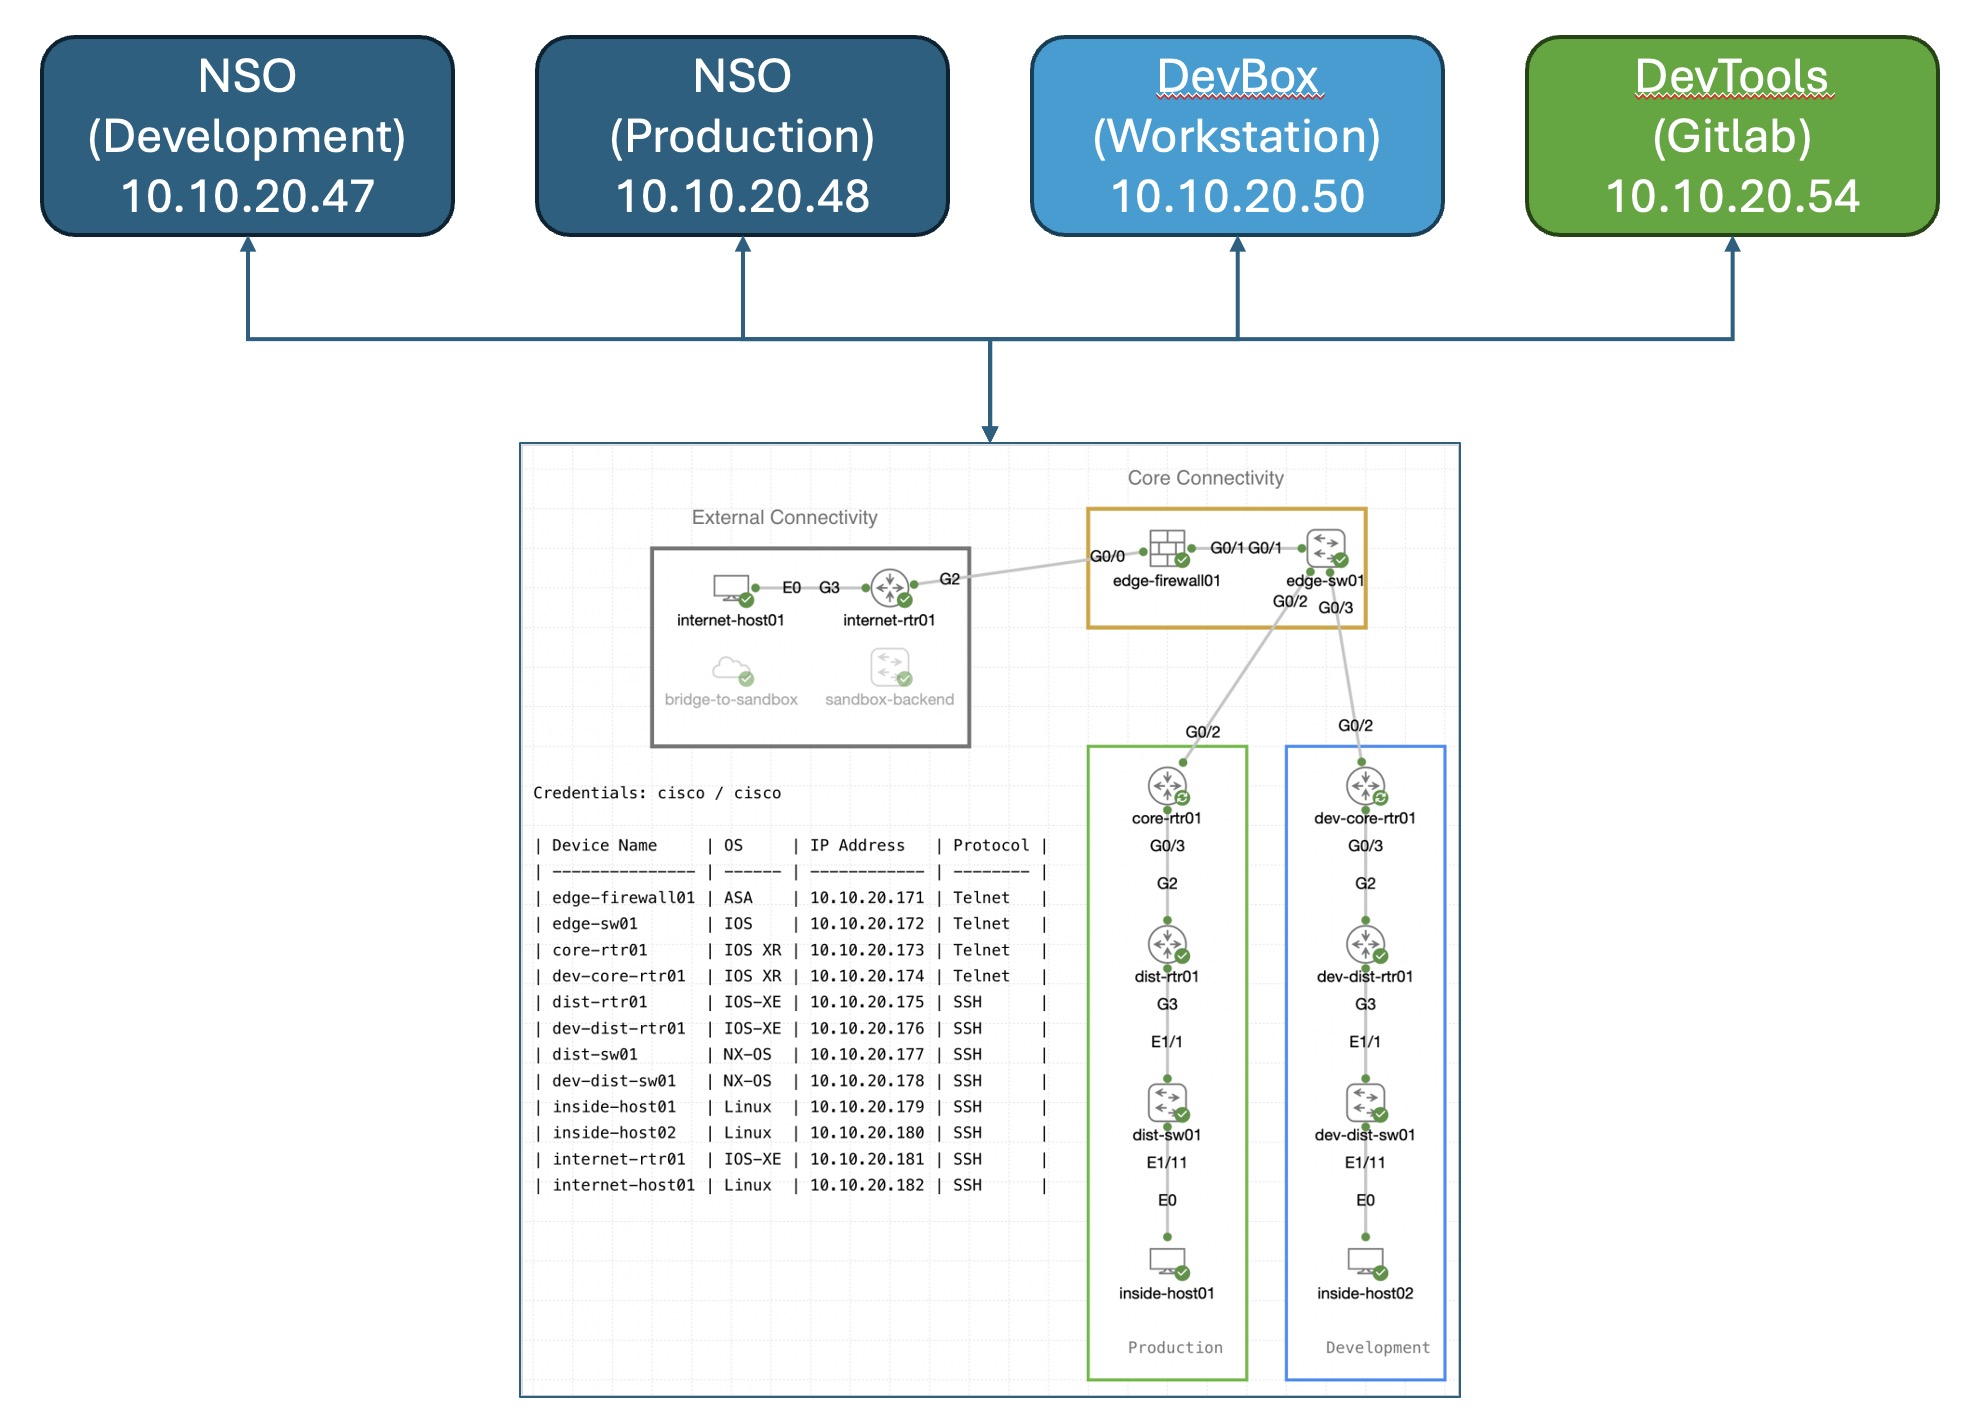 NSO
(Development)
10.10.20.47
NSO
(Production)
10.10.20.48
DevBox
(Workstation)
10.10.20.50
DevTools
(Gitlab)
10.10.20.54
External Connectivity
Core Connectivity
internet-host01
E0
G3
internet-rtr01
G2
bridge-to-sandbox
sandbox-backend
G0/0
edge-firewall01
G0/1
G0/1
edge-sw01
G0/2
G0/3
Credentials: cisco / cisco
| Device Name | OS | IP Address | Protocol |
| --------------- | ------ | ------------ | -------- |
| edge-firewall01 | ASA | 10.10.20.171 | Telnet |
| edge-sw01 | IOS | 10.10.20.172 | Telnet |
| core-rtr01 | IOS XR | 10.10.20.173 | Telnet |
| dev-core-rtr01 | IOS XR | 10.10.20.174 | Telnet |
| dist-rtr01 | IOS-XE | 10.10.20.175 | SSH |
| dev-dist-rtr01 | IOS-XE | 10.10.20.176 | SSH |
| dist-sw01 | NX-OS | 10.10.20.177 | SSH |
| dev-dist-sw01 | NX-OS | 10.10.20.178 | SSH |
| inside-host01 | Linux | 10.10.20.179 | SSH |
| inside-host02 | Linux | 10.10.20.180 | SSH |
| internet-rtr01 | IOS-XE | 10.10.20.181 | SSH |
| internet-host01 | Linux | 10.10.20.182 | SSH |
G0/2
core-rtr01
G0/3
G2
dist-rtr01
G3
E1/1
dist-sw01
E1/11
E0
inside-host01
Production
G0/2
dev-core-rtr01
G0/3
G2
dev-dist-rtr01
G3
E1/1
dev-dist-sw01
E1/11
E0
inside-host02
Development